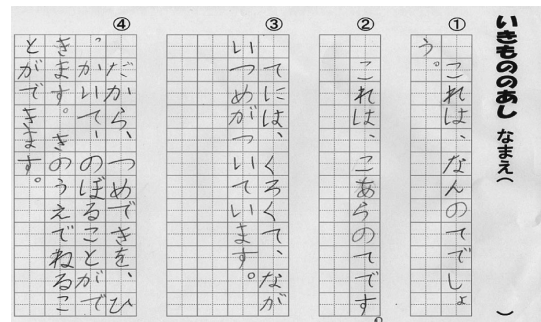 いきもののあし なまえ( )
①
これは、なんのてでしょ
う。
②
これは、こあらのてです。
③
てには、くろくて、なが
いつめがついています。
④
だから、つめできを、ひ
っかいて、のぼることがで
きます。きのうえでねるこ
とができます。